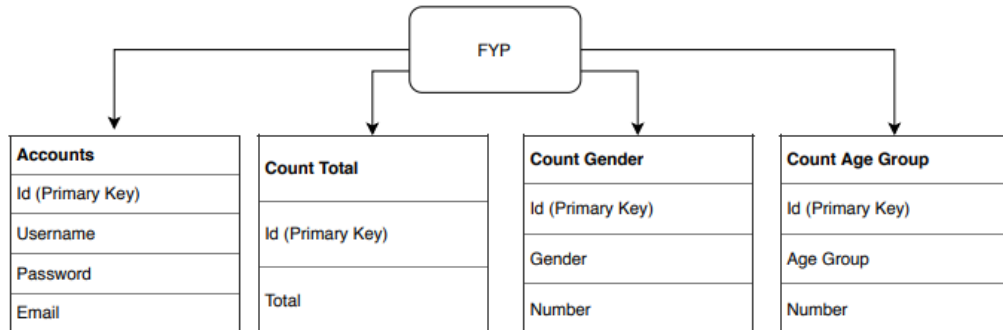 FYP
Accounts
Id (Primary Key)
Username
Password
Email
Count Total
Id (Primary Key)
Total
Count Gender
Id (Primary Key)
Gender
Number
Count Age Group
Id (Primary Key)
Age Group
Number